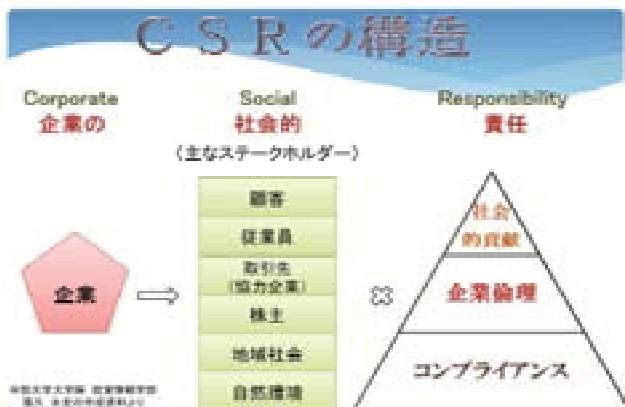 CSRの構造
Corporate
企業の
Social
社会的
(主なステークホルダー)
Responsibility
責任
企業
顧客
従業員
取引先
(協力企業)
株主
地域社会
自然環境
社会
的貢献
企業倫理
コンプライアンス